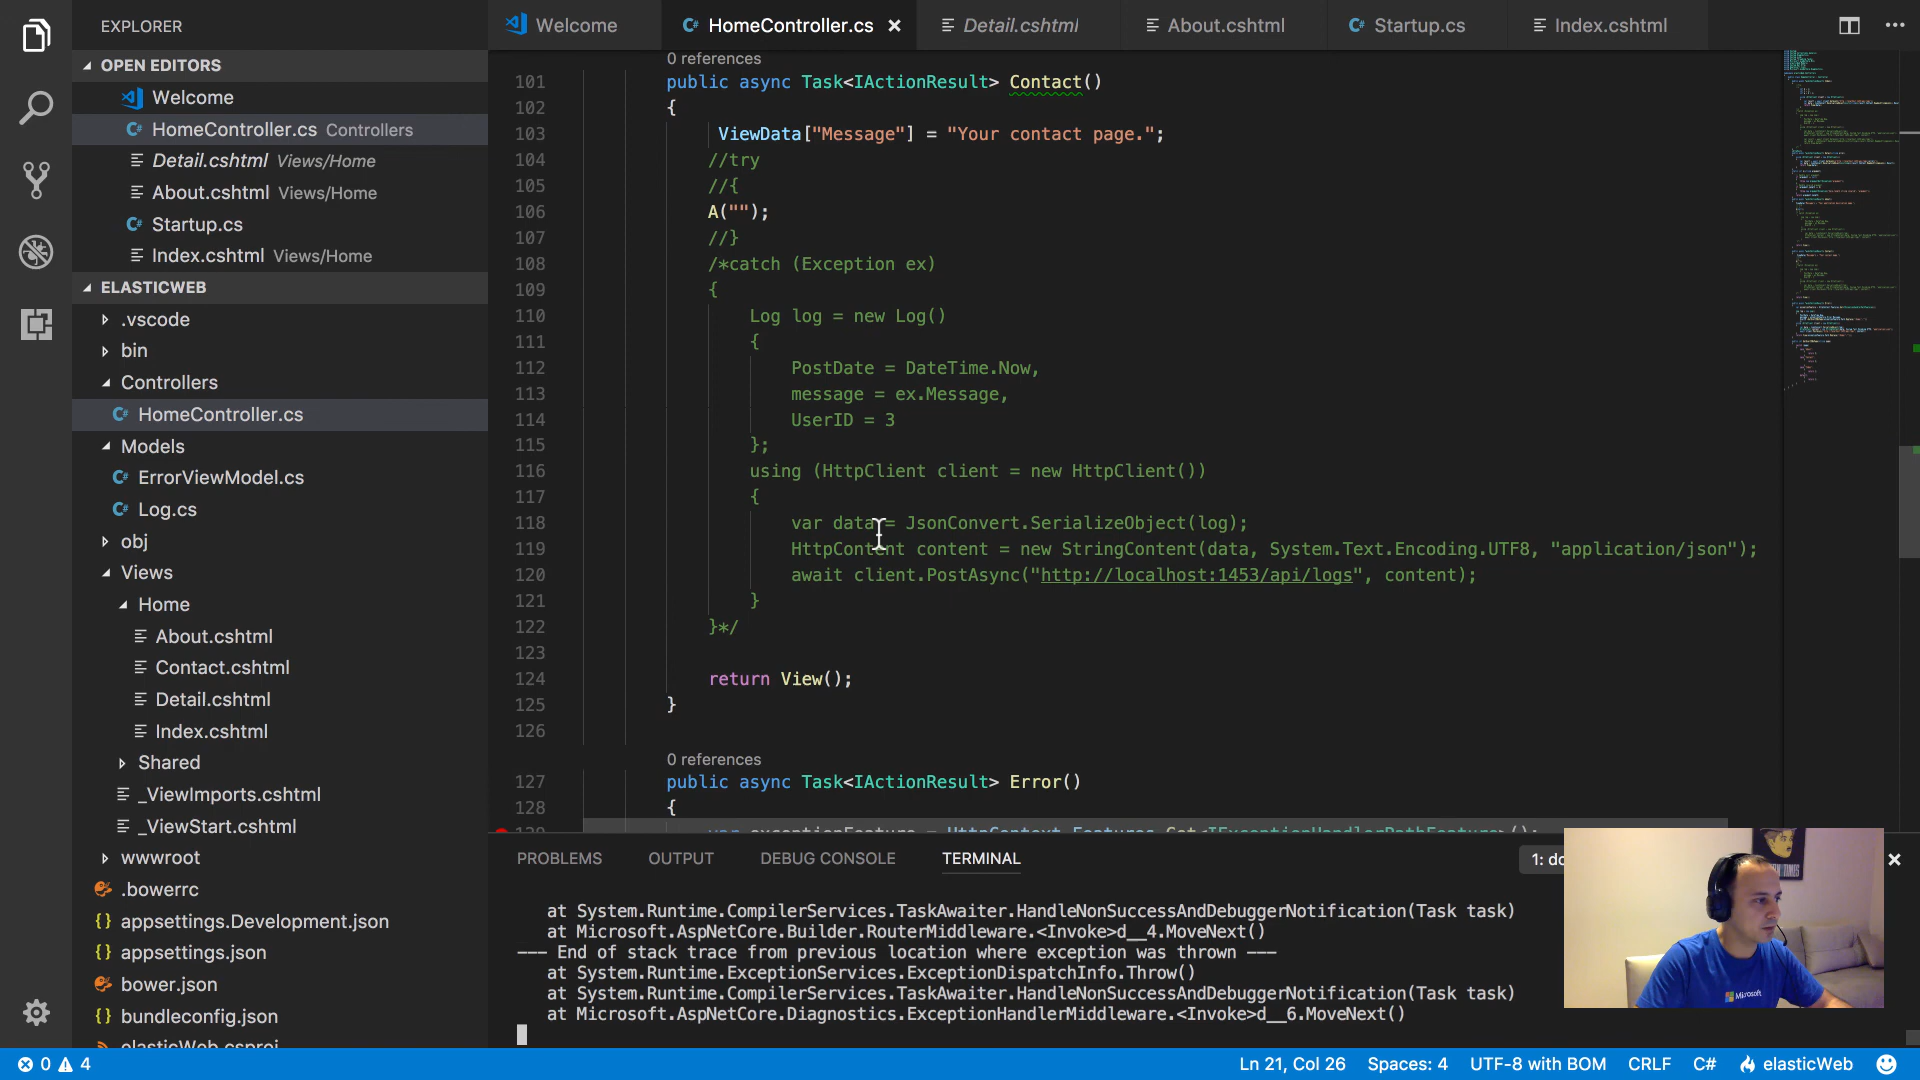 EXPLORER
OPEN EDITORS
Welcome
HomeController.cs Controllers
Detail.cshtml Views/Home
About.cshtml Views/Home
Startup.cs
Index.cshtml Views/Home
ELASTICWEB
.vscode
bin
Controllers
HomeController.cs
Models
ErrorViewModel.cs
Log.cs
obj
Views
Home
About.cshtml
Contact.cshtml
Detail.cshtml
Index.cshtml
Shared
_ViewImports.cshtml
_ViewStart.cshtml
wwwroot
.bowerrc
appsettings.Development.json
appsettings.json
bower.json
bundleconfig.json
elasticWeb.csproj
Welcome
HomeController.cs
Detail.cshtml
About.cshtml
Startup.cs
Index.cshtml
0 references
101 public async Task<IActionResult> Contact()
102 {
103 ViewData["Message"] = "Your contact page.";
104 //try
105 //{
106 A("");
107 //}
108 /*catch (Exception ex)
109 {
110 Log log = new Log()
111 {
112 PostDate = DateTime.Now,
113 message = ex.Message,
114 UserID = 3
115 };
116 using (HttpClient client = new HttpClient())
117 {
118 var data = JsonConvert.SerializeObject(log);
119 HttpContent content = new StringContent(data, System.Text.Encoding.UTF8, "application/json");
120 await client.PostAsync("http://localhost:1453/api/logs", content);
121 }
122 }*/
123
124 return View();
125 }
126
0 references
127 public async Task<IActionResult> Error()
128 {
129 var exceptionFeature = HttpContext.Features.Get<IExceptionHandlerPathFeature>();
PROBLEMS
OUTPUT
DEBUG CONSOLE
TERMINAL
1: do
at System.Runtime.CompilerServices.TaskAwaiter.HandleNonSuccessAndDebuggerNotification(Task task)
at Microsoft.AspNetCore.Builder.RouterMiddleware.<Invoke>d__4.MoveNext()
--- End of stack trace from previous location where exception was thrown ---
at System.Runtime.ExceptionServices.ExceptionDispatchInfo.Throw()
at System.Runtime.CompilerServices.TaskAwaiter.HandleNonSuccessAndDebuggerNotification(Task task)
at Microsoft.AspNetCore.Diagnostics.ExceptionHandlerMiddleware.<Invoke>d__6.MoveNext()
Microsoft
0 4
Ln 21, Col 26
Spaces: 4
UTF-8 with BOM
CRLF
C#
elasticWeb